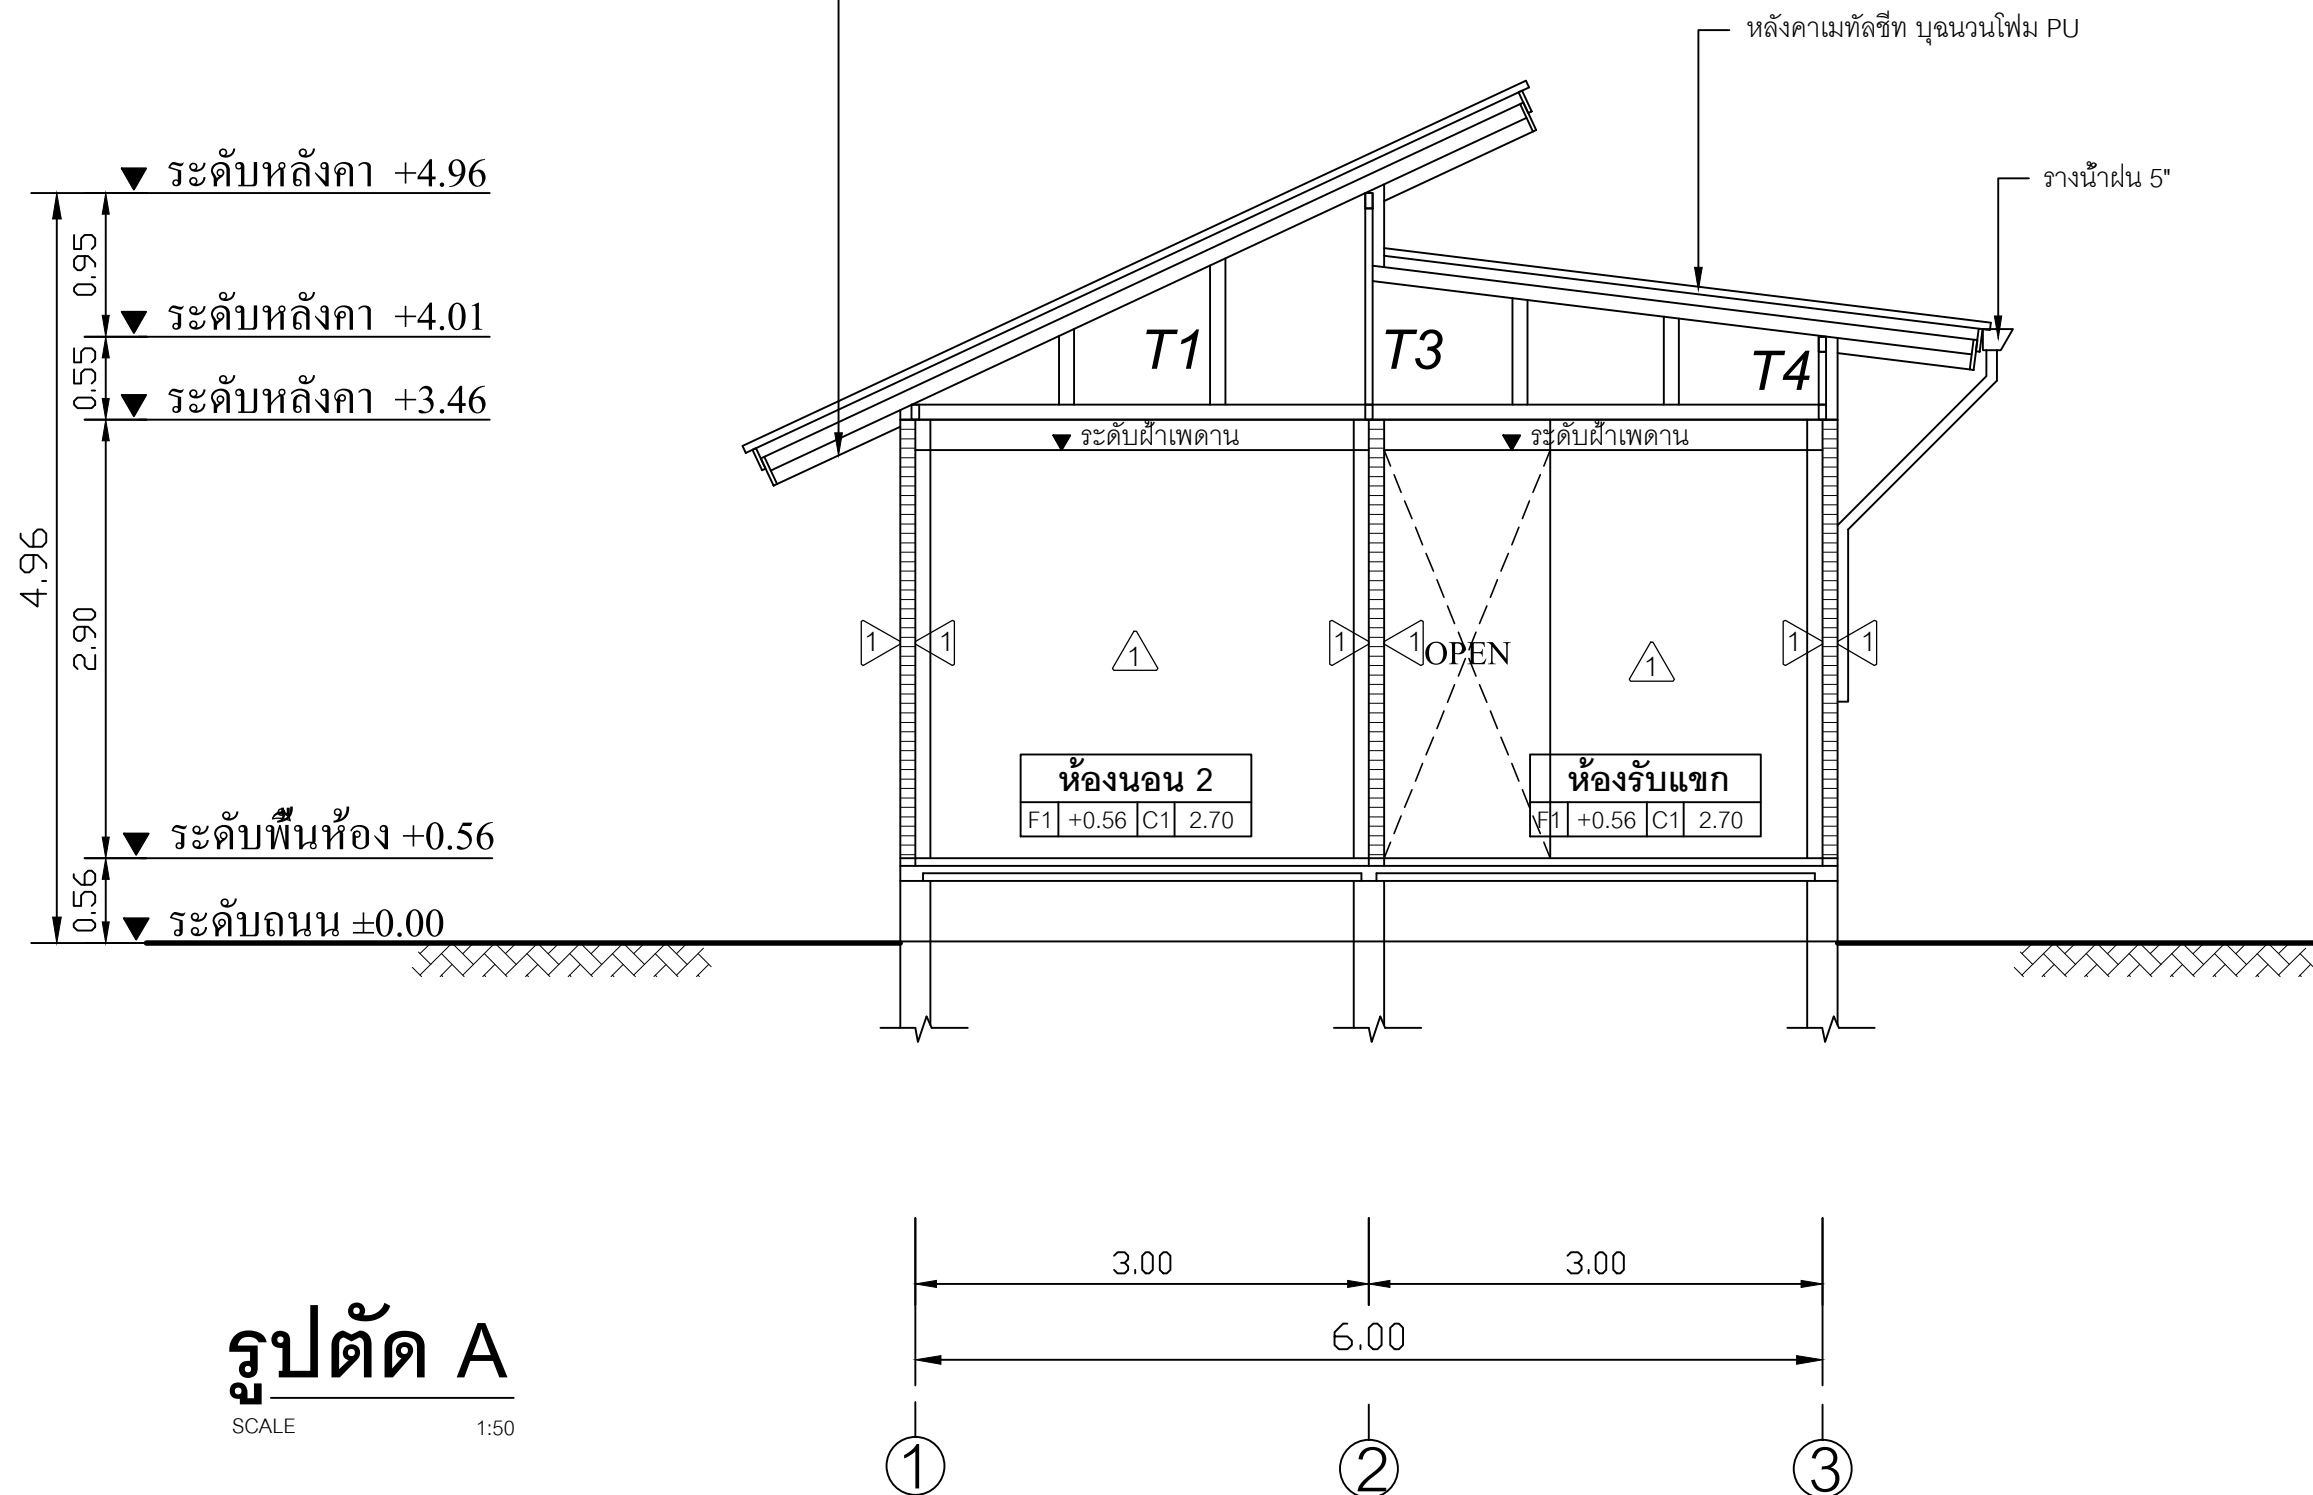 หลังคาเมทัลชีท บุฉนวนโฟม PU
รางน้ำฝน 5"
ระดับหลังคา +4.96
0.95
ระดับหลังคา +4.01
0.55
ระดับหลังคา +3.46
T1
T3
T4
ระดับฝ้าเพดาน
ระดับฝ้าเพดาน
4.96
2.90
1
1
1
1
1
OPEN
1
1
1
ห้องนอน 2
F1 +0.56 C1 2.70
ห้องรับแขก
F1 +0.56 C1 2.70
ระดับพื้นห้อง +0.56
0.56
ระดับถนน ±0.00
3.00
3.00
6.00
รูปตัด A
SCALE 1:50
1
2
3